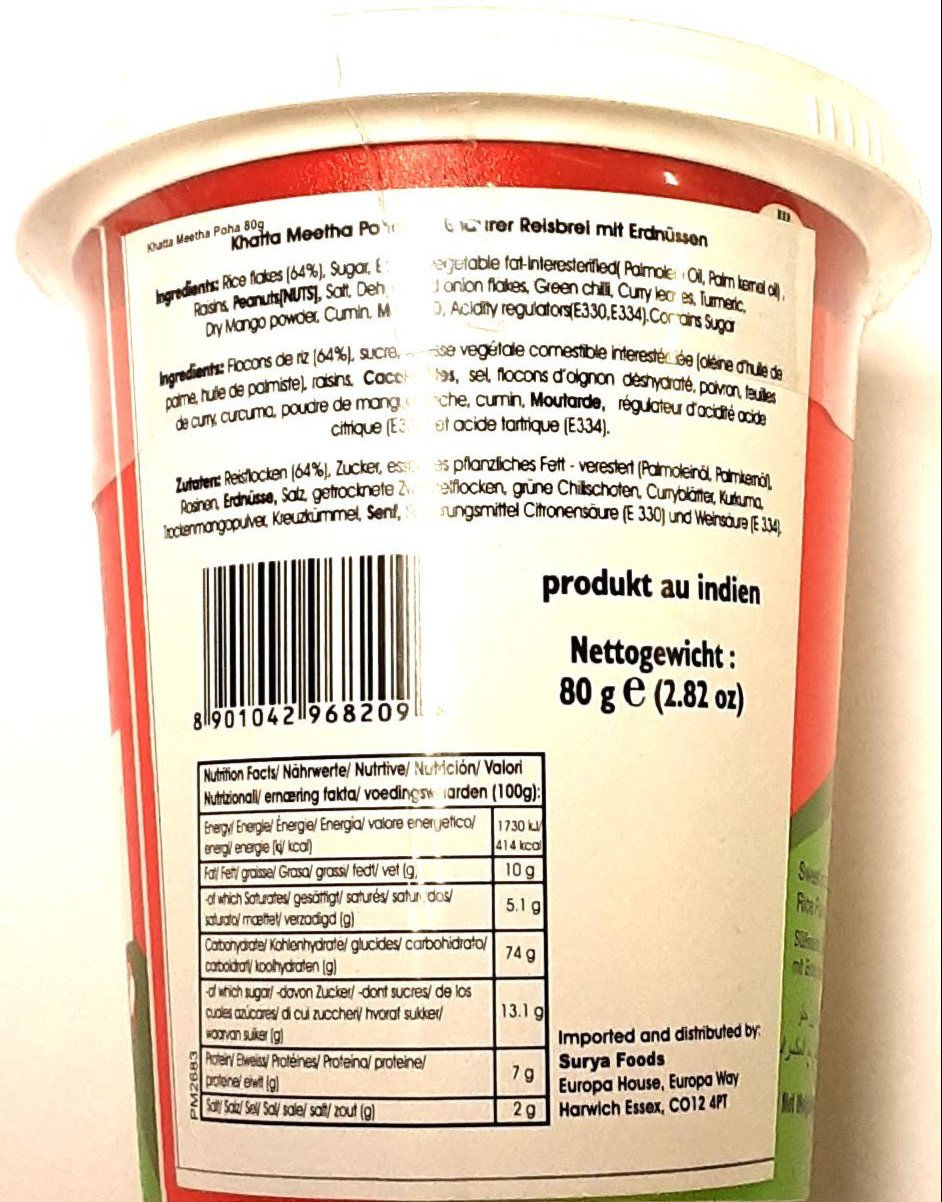 Khatta Meetha Poha 80g
Khatta Meetha Reisbrei mit Erdnüssen
Ingredients: Rice flakes (64%), Sugar, fat-Interesterified( Oil, Palm kernel oil),
Raisins, Peanuts(NUTS), Salt, onion flakes, Green chilli, Curry Turmeric,
Dry Mango powder, Cumin, Acidity regulators(E330,E334). Sugar
Ingredients: Flocons de riz (64%), sucre, végétale comestible (oléine d'huile de
palme, huile de palmiste), raisins, sel, flocons d'oignon déshydraté, poivron, feuilles
de curry, curcuma, poudre de cumin, Moutarde, régulateur d'acidité acide
citrique et acide tartrique (E334).
Zutaten: Reisflocken (64%), Zucker, pflanzliches Fett - verestert (Palmoleinöl, Palmkernöl),
Rosinen, Erdnüsse, Salz, getrocknete grüne Chilischoten, Curryblätter, Kurkuma,
Trockenmangopulver, Kreuzkümmel, Senf, Citronensäure (E 330) und Weinsäure (E 334).
produkt au indien
Nettogewicht :
80 g e (2.82 oz)
8 901042 968209
Nutrition Facts/ Nährwerte/ Nutrtive/ Nutrición/ Valori
Nutrizionali/ ernæring fakta/ (100g):
Energy/ Energie/ Énergie/ Energía/ valore energetico/ 1730 kJ/
energi/ energie (kj/ kcal) 414 kcal
Fat/ Fett/ graisse/ Grasa/ grassi/ fedt/ vet (g) 10 g
-of which Saturates/ gesättigt/ saturés/ saturados/ 5.1 g
saturato/ mættet/ verzadigd (g)
Carbohydrate/ Kohlenhydrate/ glucides/ carbohidrato/ 74 g
carboidrati/ koolhydraten (g)
-of which sugar/ -davon Zucker/ -dont sucres/ de los
cuales azúcares/ di cui zuccheri/ hvoraf sukker/ 13.1 g
waarvan suiker (g)
Protein/ Eiweiss/ Protéines/ Proteína/ proteine/ 7 g
proteine/ eiwit (g)
Salt/ Salz/ Sel/ Sal/ sale/ salt/ zout (g) 2 g
PM2683
Imported and distributed by:
Surya Foods
Europa House, Europa Way
Harwich Essex, CO12 4PT